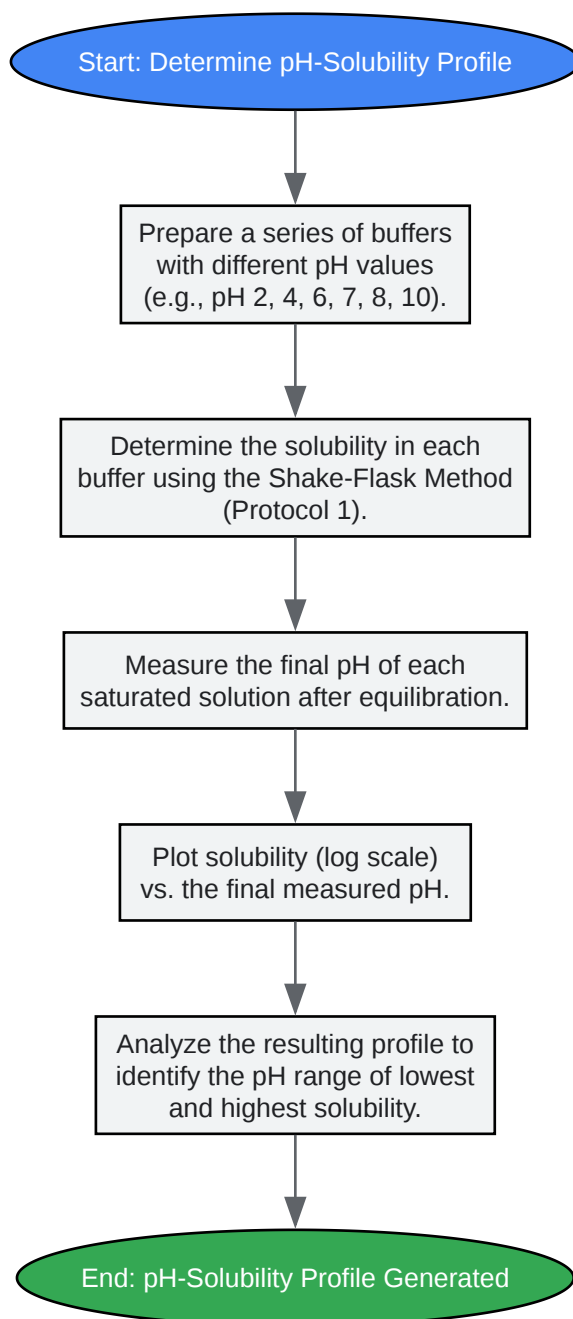 Start: Determine pH-Solubility Profile
Prepare a series of buffers
with different pH values
(e.g., pH 2, 4, 6, 7, 8, 10).
Determine the solubility in each
buffer using the Shake-Flask Method
(Protocol 1).
Measure the final pH of each
saturated solution after equilibration.
Plot solubility (log scale)
vs. the final measured pH.
Analyze the resulting profile to
identify the pH range of lowest
and highest solubility.
End: pH-Solubility Profile Generated